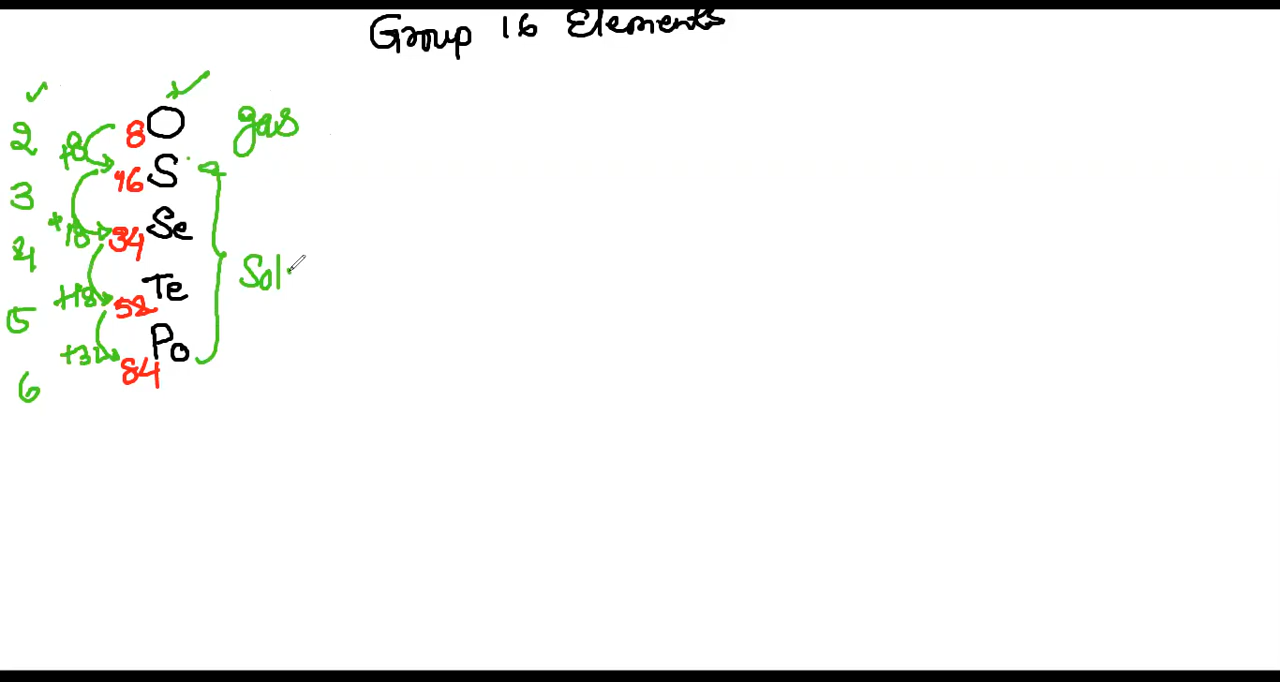 Group 16 Elements
2 8 O gas
+8
3 16 S
+18
4 34 Se
Sol
+18
5 52 Te
+32
6 84 Po